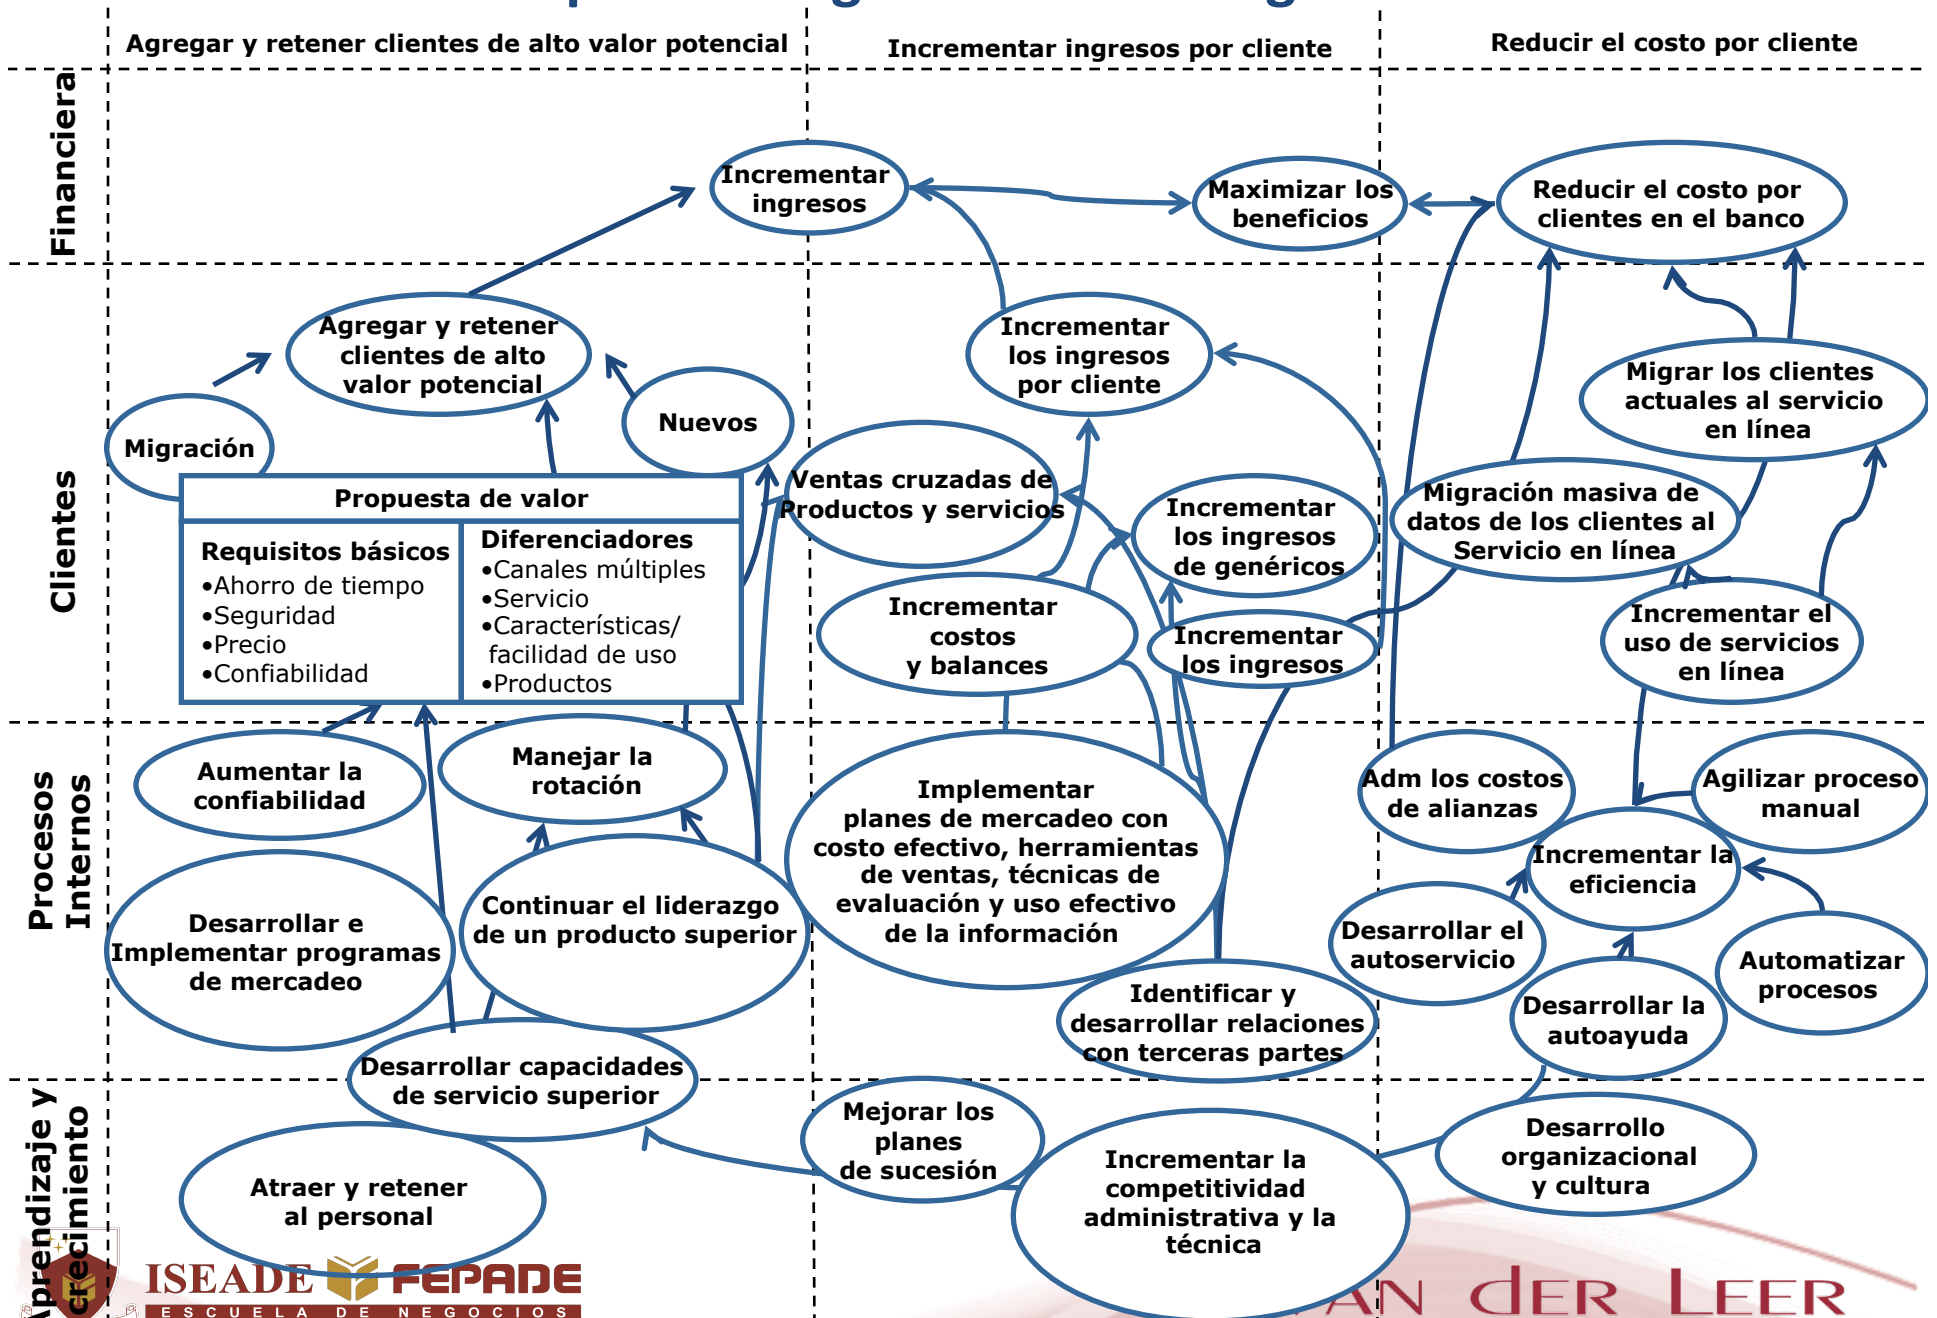 Agregar y retener clientes de alto valor potencial
Incrementar ingresos por cliente
Reducir el costo por cliente
Financiera
Incrementar
ingresos
Maximizar los
beneficios
Reducir el costo por
clientes en el banco
Clientes
Agregar y retener
clientes de alto
valor potencial
Migración
Nuevos
Propuesta de valor
Requisitos básicos
•Ahorro de tiempo
•Seguridad
•Precio
•Confiabilidad
Diferenciadores
•Canales múltiples
•Servicio
•Características/
facilidad de uso
•Productos
Incrementar
los ingresos
por cliente
Ventas cruzadas de
Productos y servicios
Incrementar
los ingresos
de genéricos
Incrementar
costos
y balances
Incrementar
los ingresos
Migrar los clientes
actuales al servicio
en línea
Migración masiva de
datos de los clientes al
Servicio en línea
Incrementar el
uso de servicios
en línea
Procesos
Internos
Aumentar la
confiabilidad
Manejar la
rotación
Desarrollar e
Implementar programas
de mercadeo
Continuar el liderazgo
de un producto superior
Desarrollar capacidades
de servicio superior
Implementar
planes de mercadeo con
costo efectivo, herramientas
de ventas, técnicas de
evaluación y uso efectivo
de la información
Identificar y
desarrollar relaciones
con terceras partes
Adm los costos
de alianzas
Agilizar proceso
manual
Incrementar la
eficiencia
Desarrollar el
autoservicio
Desarrollar la
autoayuda
Automatizar
procesos
Aprendizaje y
crecimiento
Atraer y retener
al personal
Mejorar los
planes
de sucesión
Incrementar la
competitividad
administrativa y la
técnica
Desarrollo
organizacional
y cultura
ISEADE FEPADE
ESCUELA DE NEGOCIOS
AN der Leer